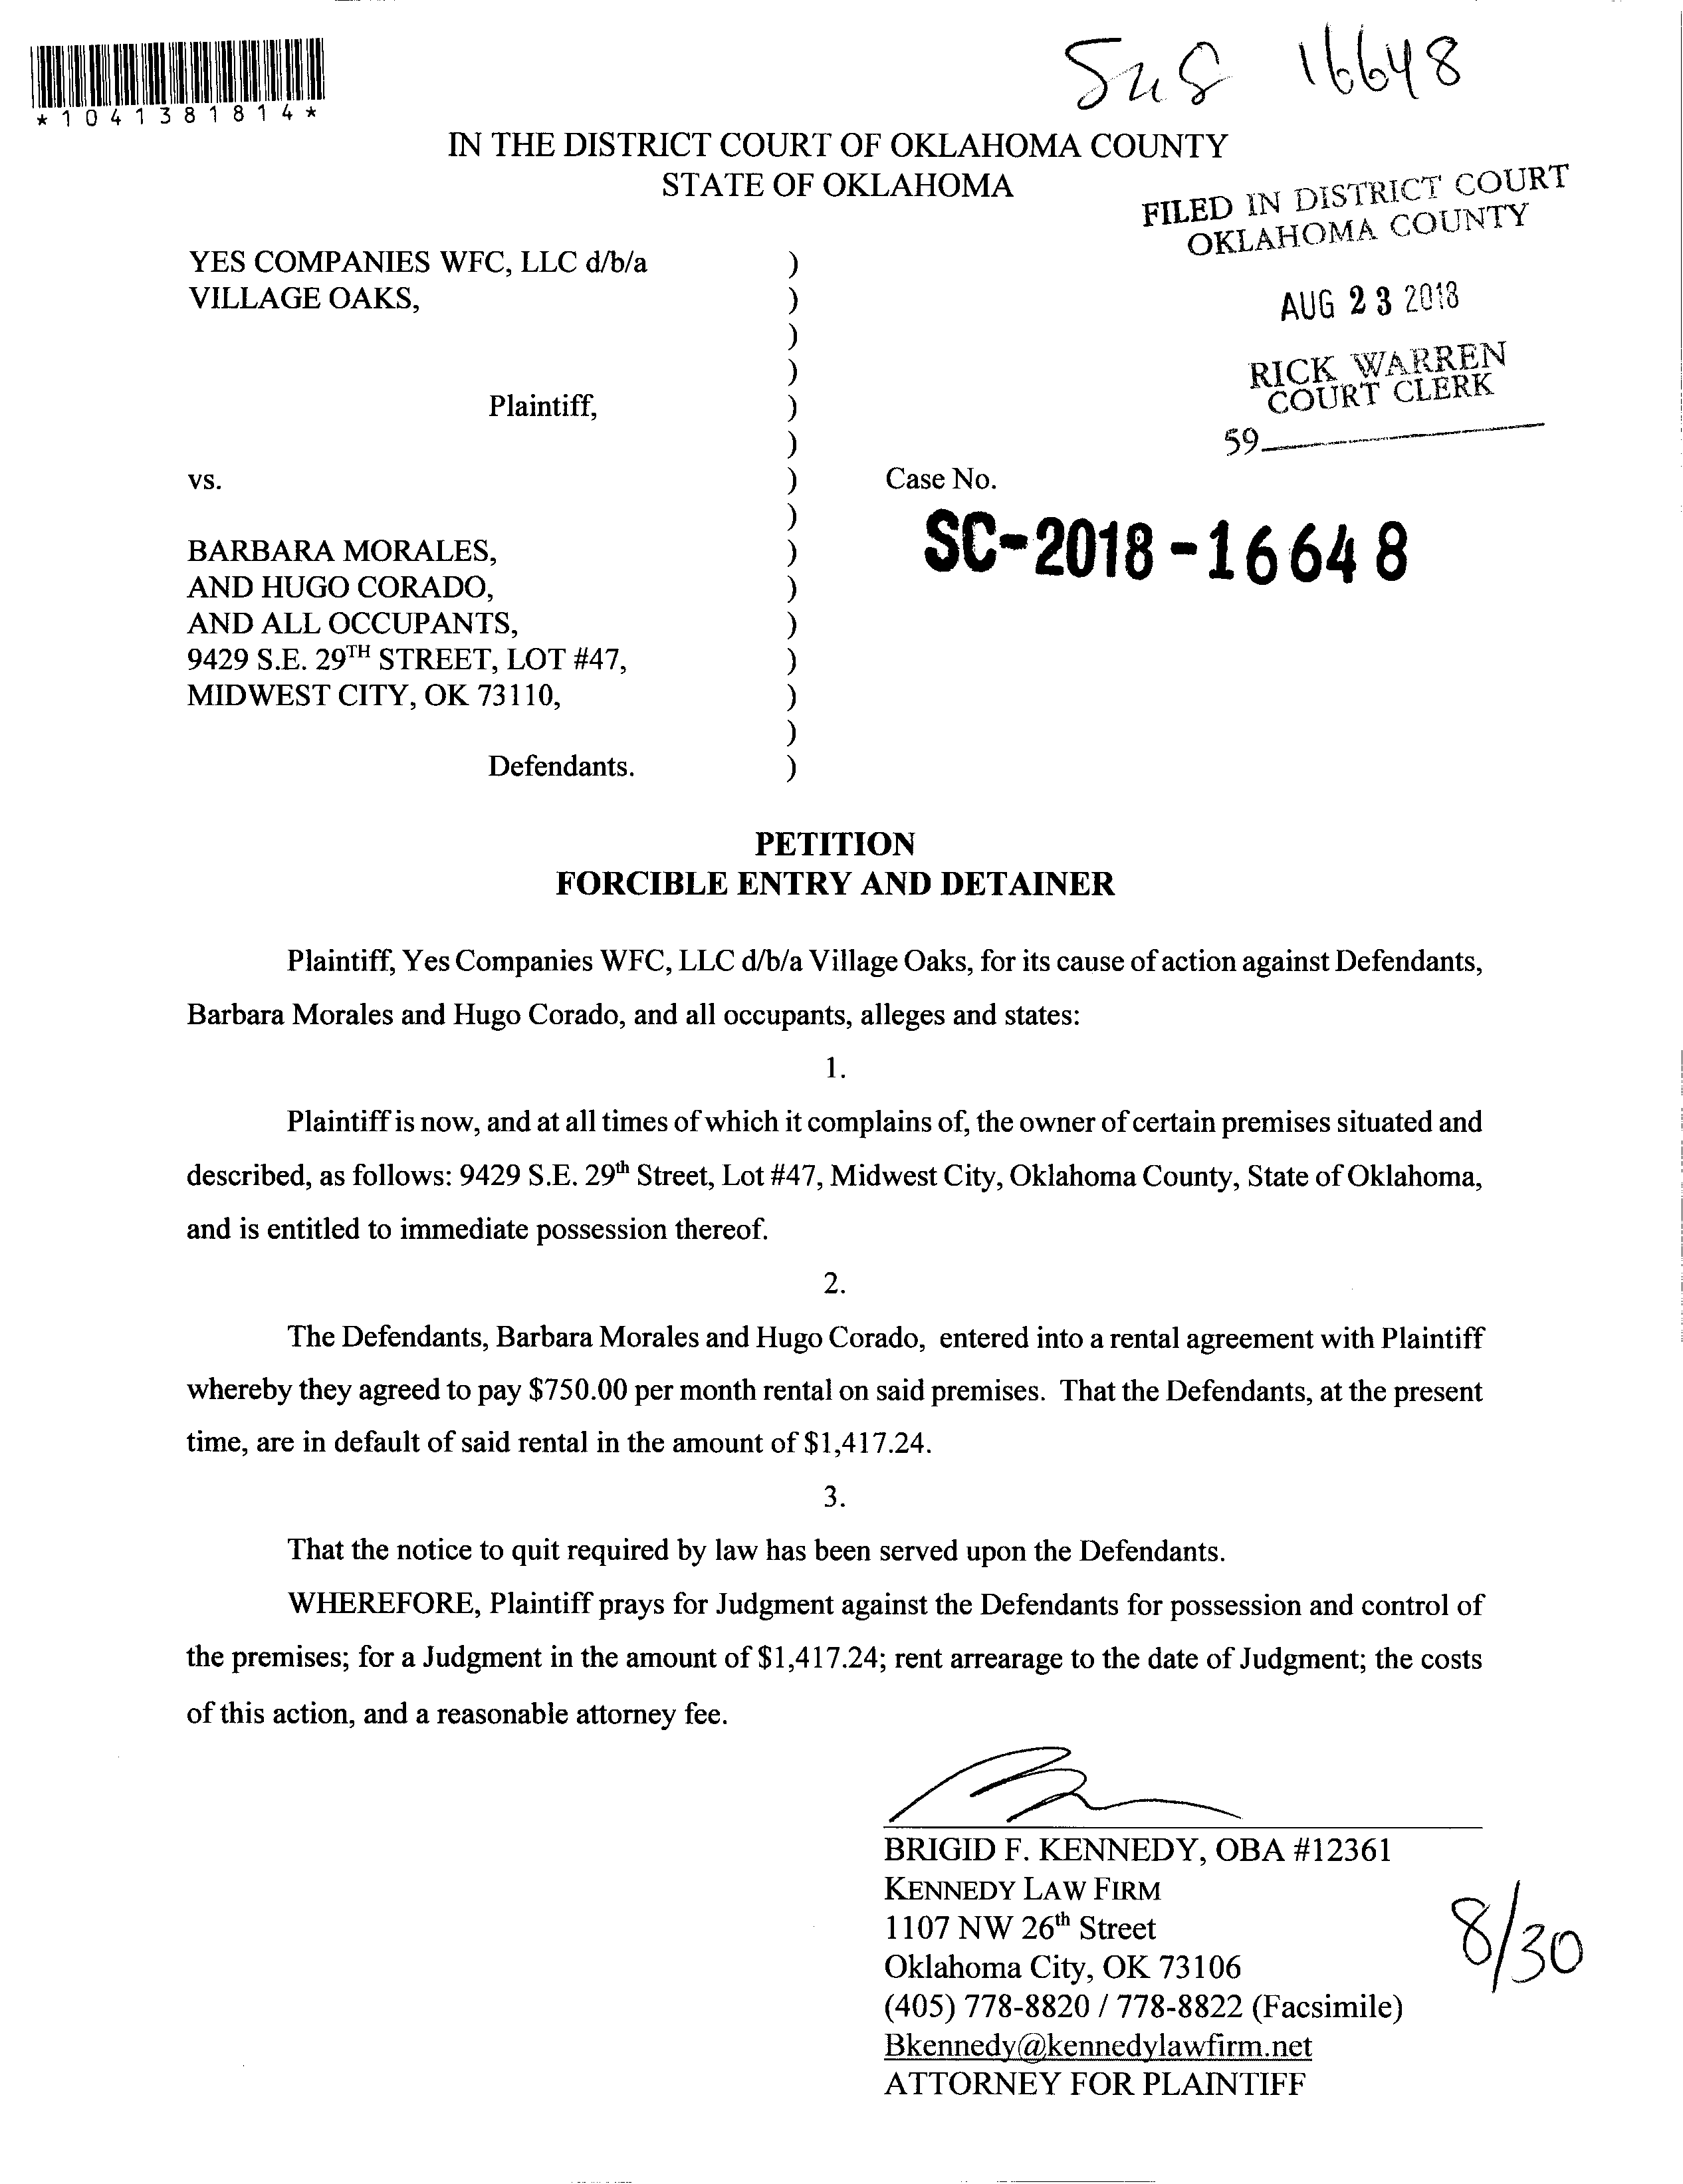 *1041381814*
16648
IN THE DISTRICT COURT OF OKLAHOMA COUNTY
STATE OF OKLAHOMA
FILED IN DISTRICT COURT
OKLAHOMA COUNTY
AUG 23 2018
RICK WARREN
COURT CLERK
59
YES COMPANIES WFC, LLC d/b/a )
VILLAGE OAKS, )
)
)
Plaintiff, )
)
vs. ) Case No.
)
SC-2018-16648
BARBARA MORALES, )
AND HUGO CORADO, )
AND ALL OCCUPANTS, )
9429 S.E. 29TH STREET, LOT #47, )
MIDWEST CITY, OK 73110, )
)
Defendants. )
PETITION
FORCIBLE ENTRY AND DETAINER
Plaintiff, Yes Companies WFC, LLC d/b/a Village Oaks, for its cause of action against Defendants,
Barbara Morales and Hugo Corado, and all occupants, alleges and states:
1.
Plaintiff is now, and at all times of which it complains of, the owner of certain premises situated and
described, as follows: 9429 S.E. 29th Street, Lot #47, Midwest City, Oklahoma County, State of Oklahoma,
and is entitled to immediate possession thereof.
2.
The Defendants, Barbara Morales and Hugo Corado, entered into a rental agreement with Plaintiff
whereby they agreed to pay $750.00 per month rental on said premises. That the Defendants, at the present
time, are in default of said rental in the amount of $1,417.24.
3.
That the notice to quit required by law has been served upon the Defendants.
WHEREFORE, Plaintiff prays for Judgment against the Defendants for possession and control of
the premises; for a Judgment in the amount of $1,417.24; rent arrearage to the date of Judgment; the costs
of this action, and a reasonable attorney fee.
BRIGID F. KENNEDY, OBA #12361
KENNEDY LAW FIRM
1107 NW 26th Street
Oklahoma City, OK 73106
(405) 778-8820 / 778-8822 (Facsimile)
Bkennedy@kennedylawfirm.net
ATTORNEY FOR PLAINTIFF
8/30